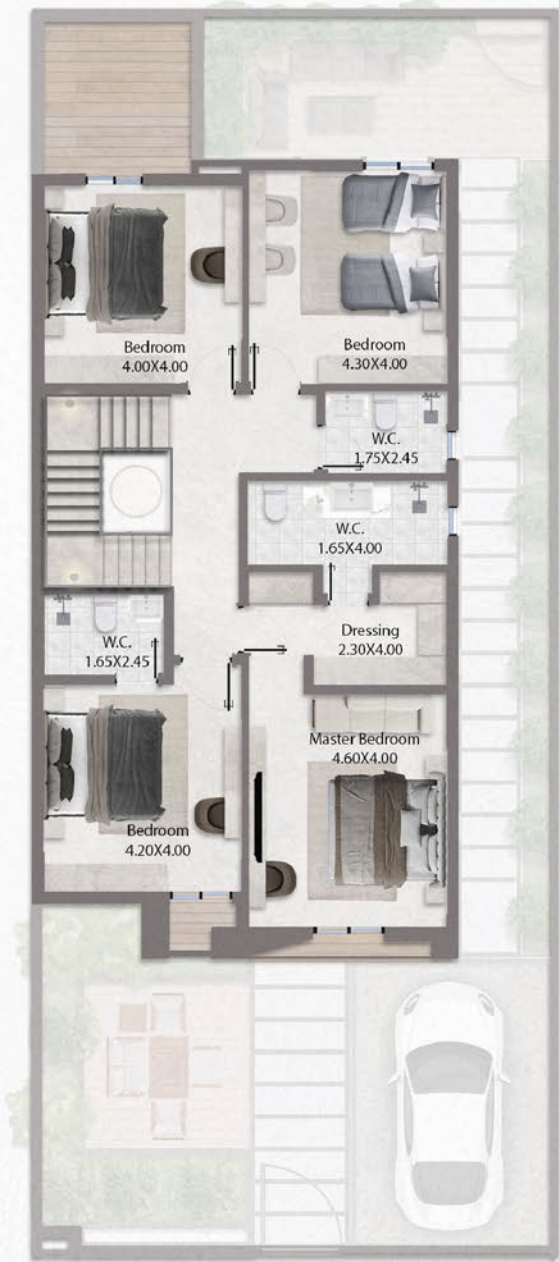 Bedroom
4.00X4.00
Bedroom
4.30X4.00
W.C.
1.75X2.45
W.C.
1.65X4.00
W.C.
1.65X2.45
Dressing
2.30X4.00
Master Bedroom
4.60X4.00
Bedroom
4.20X4.00